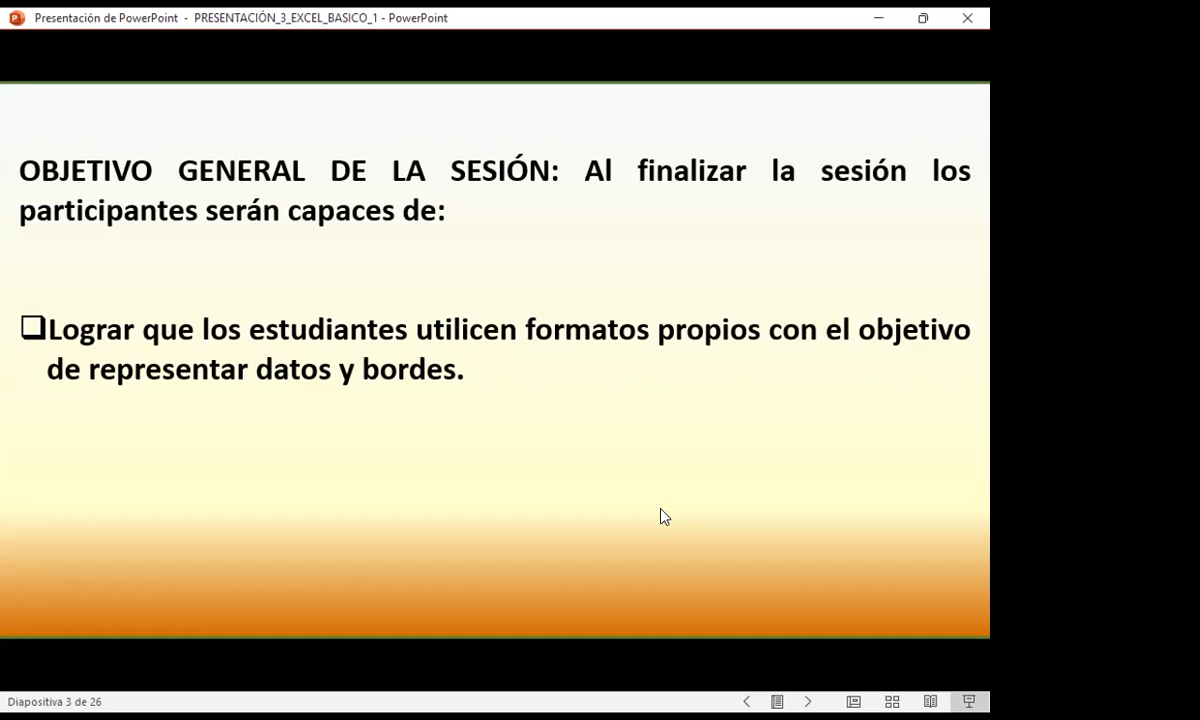 Presentación de PowerPoint - PRESENTACIÓN_3_EXCEL_BASICO_1 - PowerPoint
OBJETIVO GENERAL DE LA SESIÓN: Al finalizar la sesión los
participantes serán capaces de:
Lograr que los estudiantes utilicen formatos propios con el objetivo
de representar datos y bordes.
Diapositiva 3 de 26